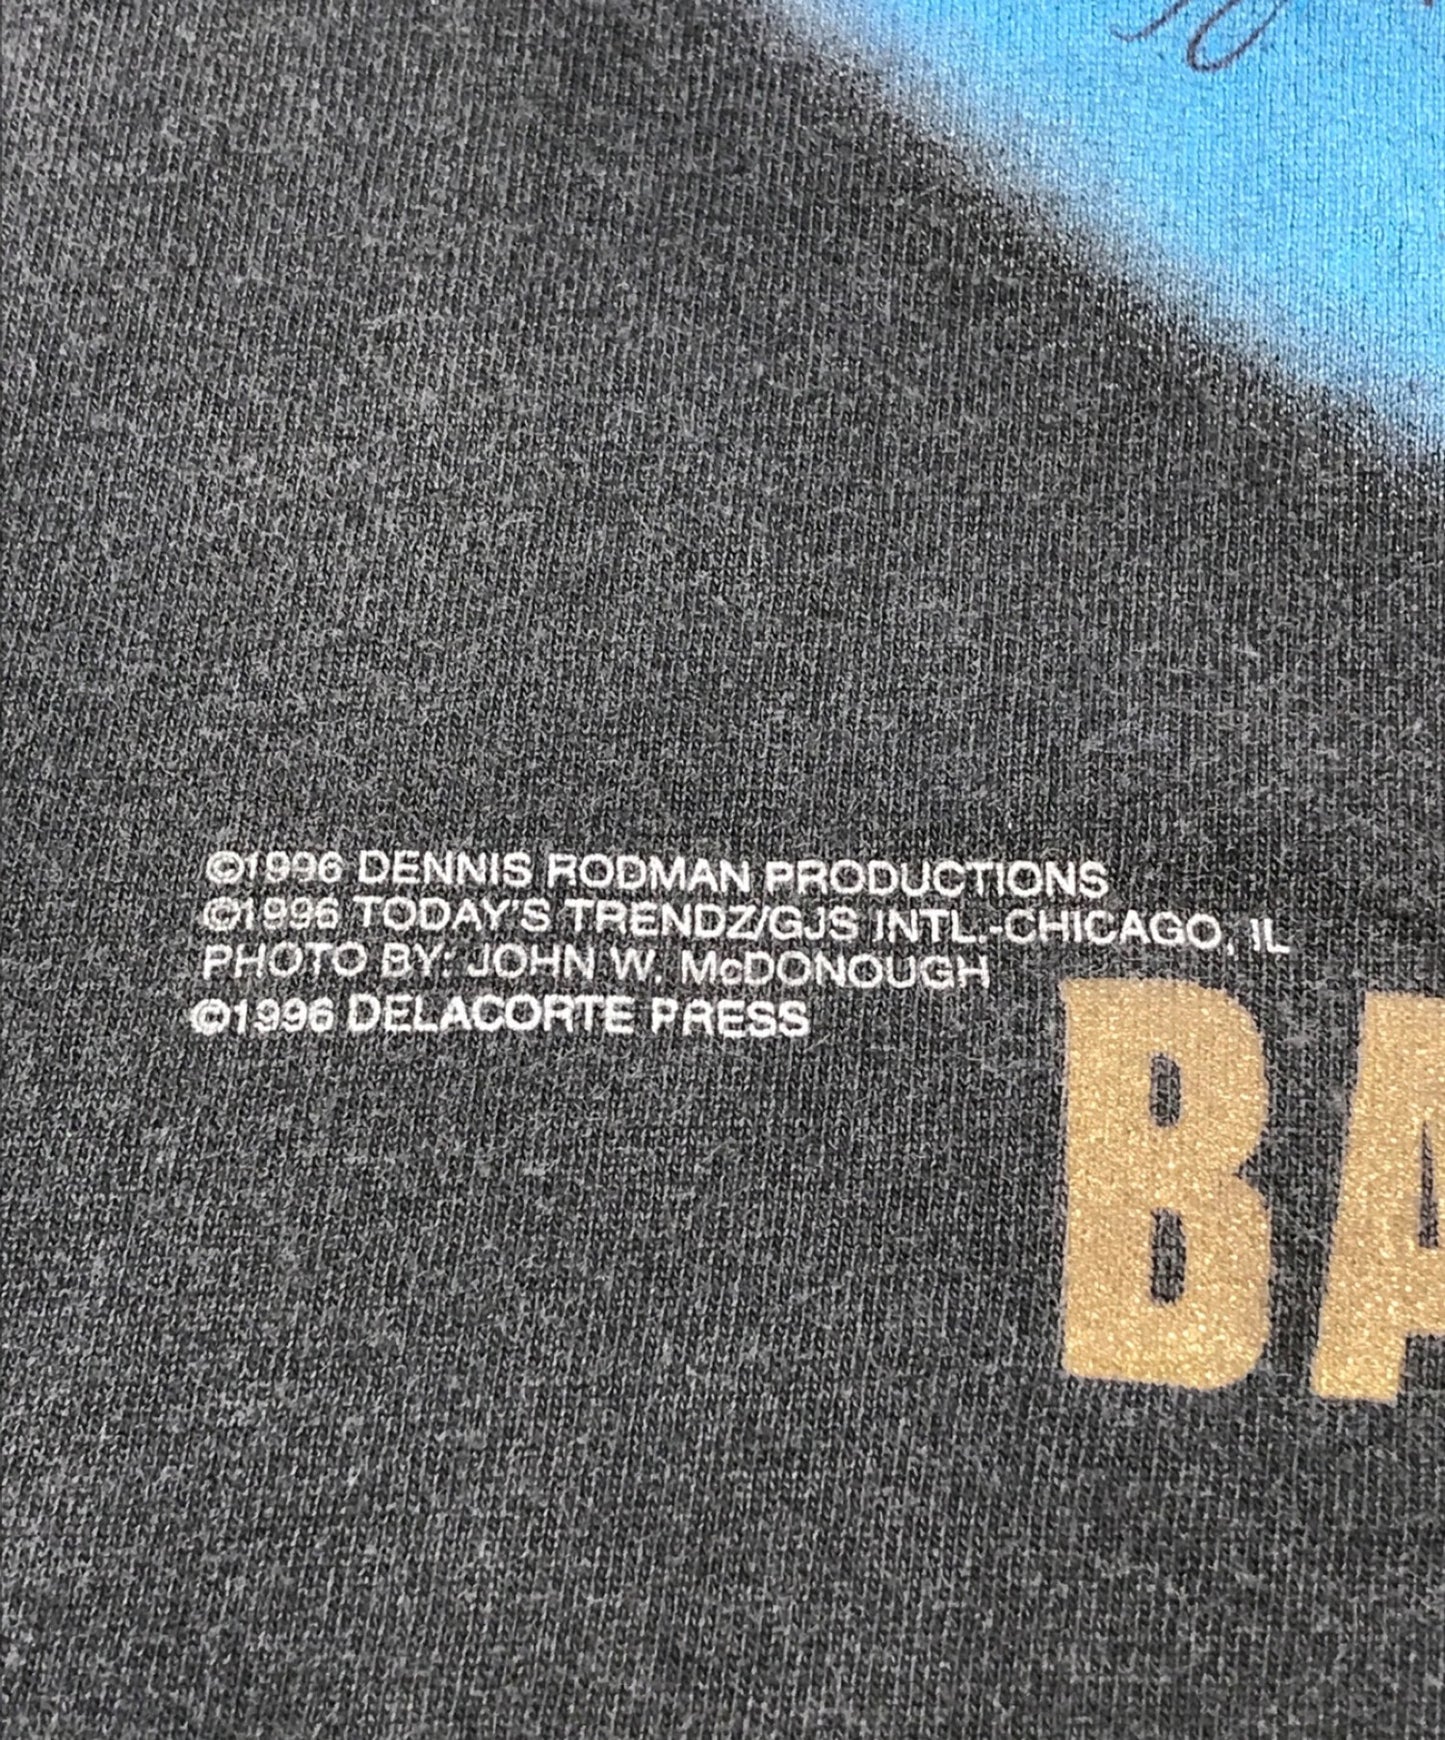 ©1996 DENNIS RODMAN PRODUCTIONS
©1996 TODAY'S TRENDZ/GJS INTL.-CHICAGO, IL
PHOTO BY: JOHN W. McDONOUGH
©1996 DELACORTE PRESS
BA